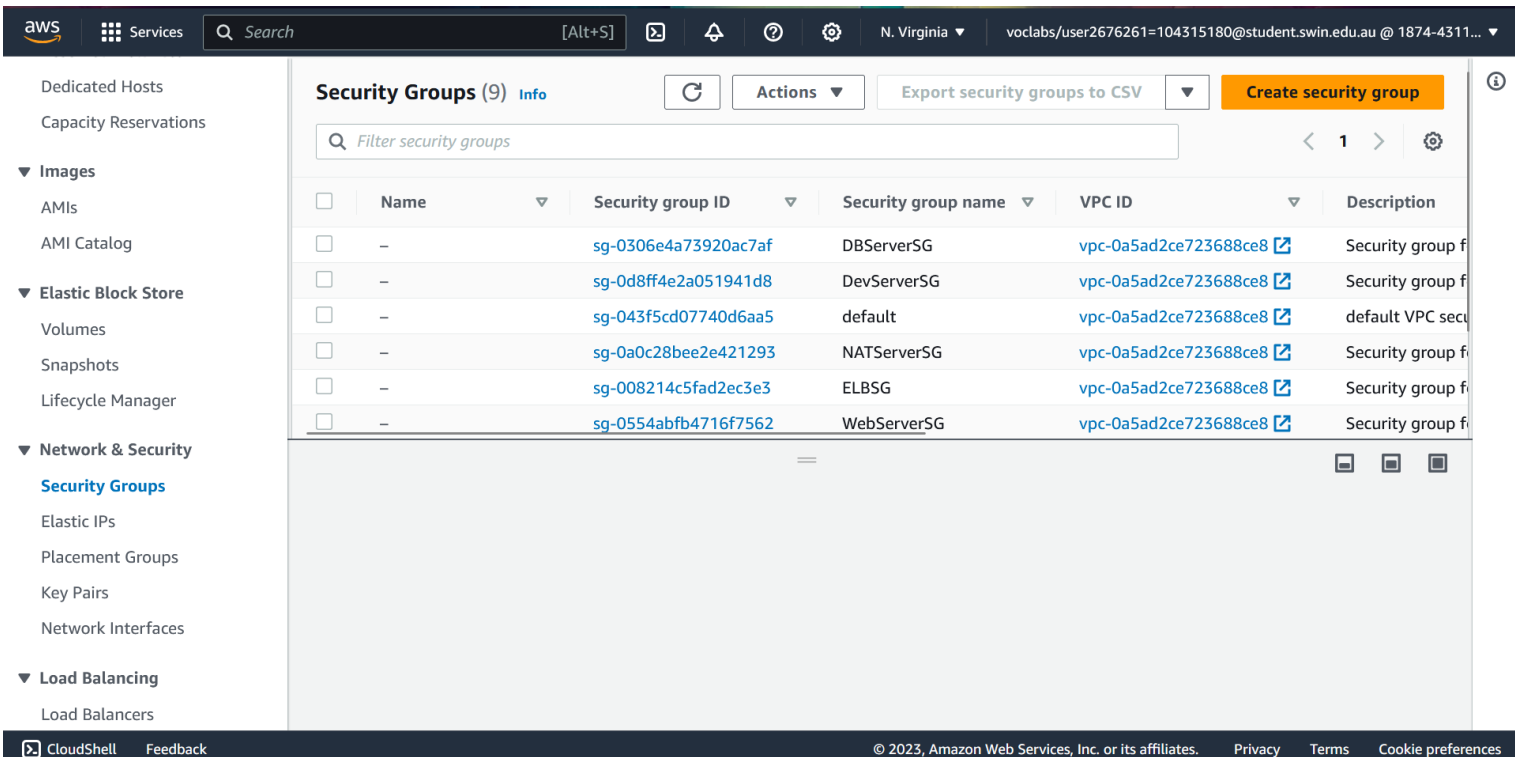 aws Services Search [Alt+S] N. Virginia ▼ voclabs/user2676261=104315180@student.swin.edu.au @ 1874-4311... ▼
Dedicated Hosts
Capacity Reservations
▼ Images
AMIs
AMI Catalog
▼ Elastic Block Store
Volumes
Snapshots
Lifecycle Manager
▼ Network & Security
Security Groups
Elastic IPs
Placement Groups
Key Pairs
Network Interfaces
▼ Load Balancing
Load Balancers
Security Groups (9) Info Actions ▼ Export security groups to CSV ▼ Create security group
Filter security groups 1
Name Security group ID Security group name VPC ID Description
– sg-0306e4a73920ac7af DBServerSG vpc-0a5ad2ce723688ce8 Security group f
– sg-0d8ff4e2a051941d8 DevServerSG vpc-0a5ad2ce723688ce8 Security group f
– sg-043f5cd07740d6aa5 default vpc-0a5ad2ce723688ce8 default VPC secu
– sg-0a0c28bee2e421293 NATServerSG vpc-0a5ad2ce723688ce8 Security group fo
– sg-008214c5fad2ec3e3 ELBSG vpc-0a5ad2ce723688ce8 Security group fo
– sg-0554abfb4716f7562 WebServerSG vpc-0a5ad2ce723688ce8 Security group fo
CloudShell Feedback © 2023, Amazon Web Services, Inc. or its affiliates. Privacy Terms Cookie preferences